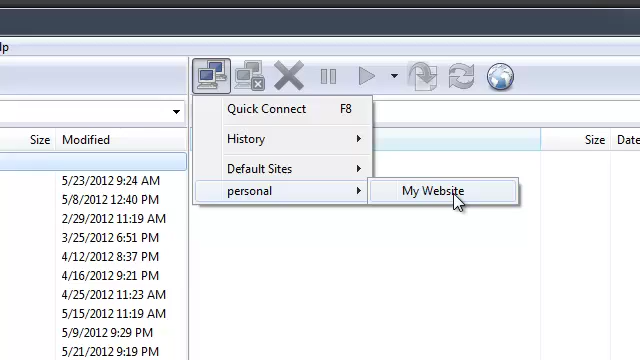 lp
Quick Connect F8
History
Size Modified Size Date
Default Sites
personal My Website
5/23/2012 9:24 AM
5/8/2012 12:40 PM
2/29/2012 11:19 AM
3/25/2012 6:51 PM
4/12/2012 8:37 PM
4/16/2012 9:21 PM
4/25/2012 11:23 AM
5/15/2012 11:19 AM
5/9/2012 9:29 PM
5/21/2012 9:19 PM